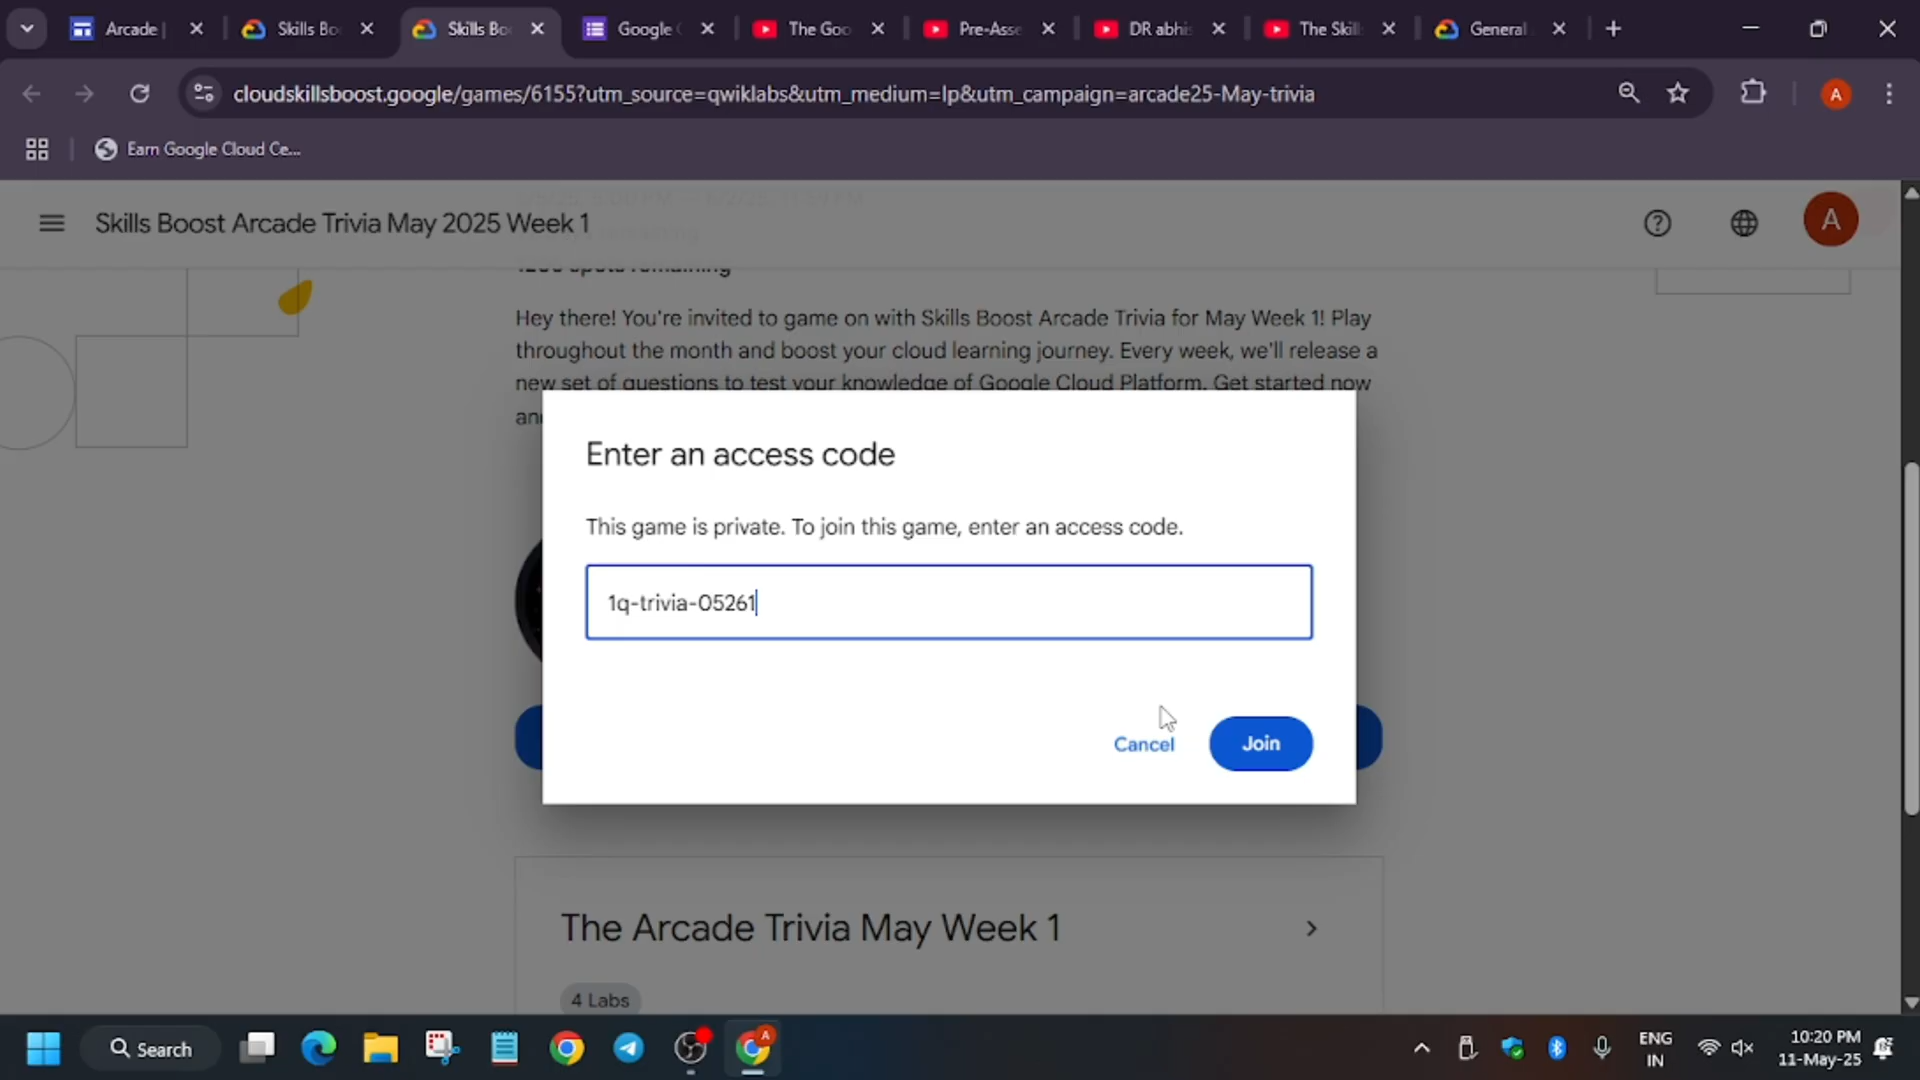 Arcade |
Skills Bo
Skills Bo
Google
The Goo
Pre-Asse
DR abhis
The Skil
General
cloudskillsboost.google/games/6155?utm_source=qwiklabs&utm_medium=lp&utm_campaign=arcade25-May-trivia
A
Earn Google Cloud Ce...
Skills Boost Arcade Trivia May 2025 Week 1
A
Hey there! You're invited to game on with Skills Boost Arcade Trivia for May Week 1! Play
throughout the month and boost your cloud learning journey. Every week, we'll release a
new set of questions to test your knowledge of Google Cloud Platform. Get started now
Enter an access code
This game is private. To join this game, enter an access code.
1q-trivia-05261
Cancel
Join
The Arcade Trivia May Week 1
4 Labs
Search
A
ENG
IN
10:20 PM
11-May-25